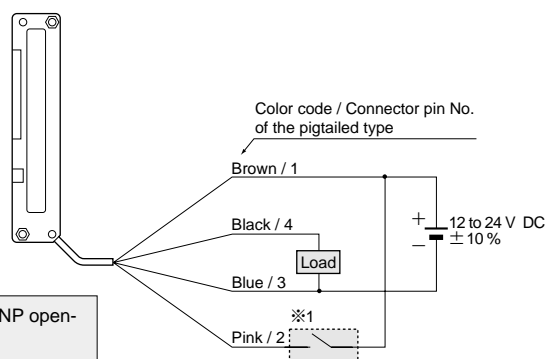 Color code / Connector pin No.
of the pigtailed type
Brown / 1
Black / 4
+
12 to 24 V DC
−
± 10 %
Load
Blue / 3
NP open-
※1
Pink / 2